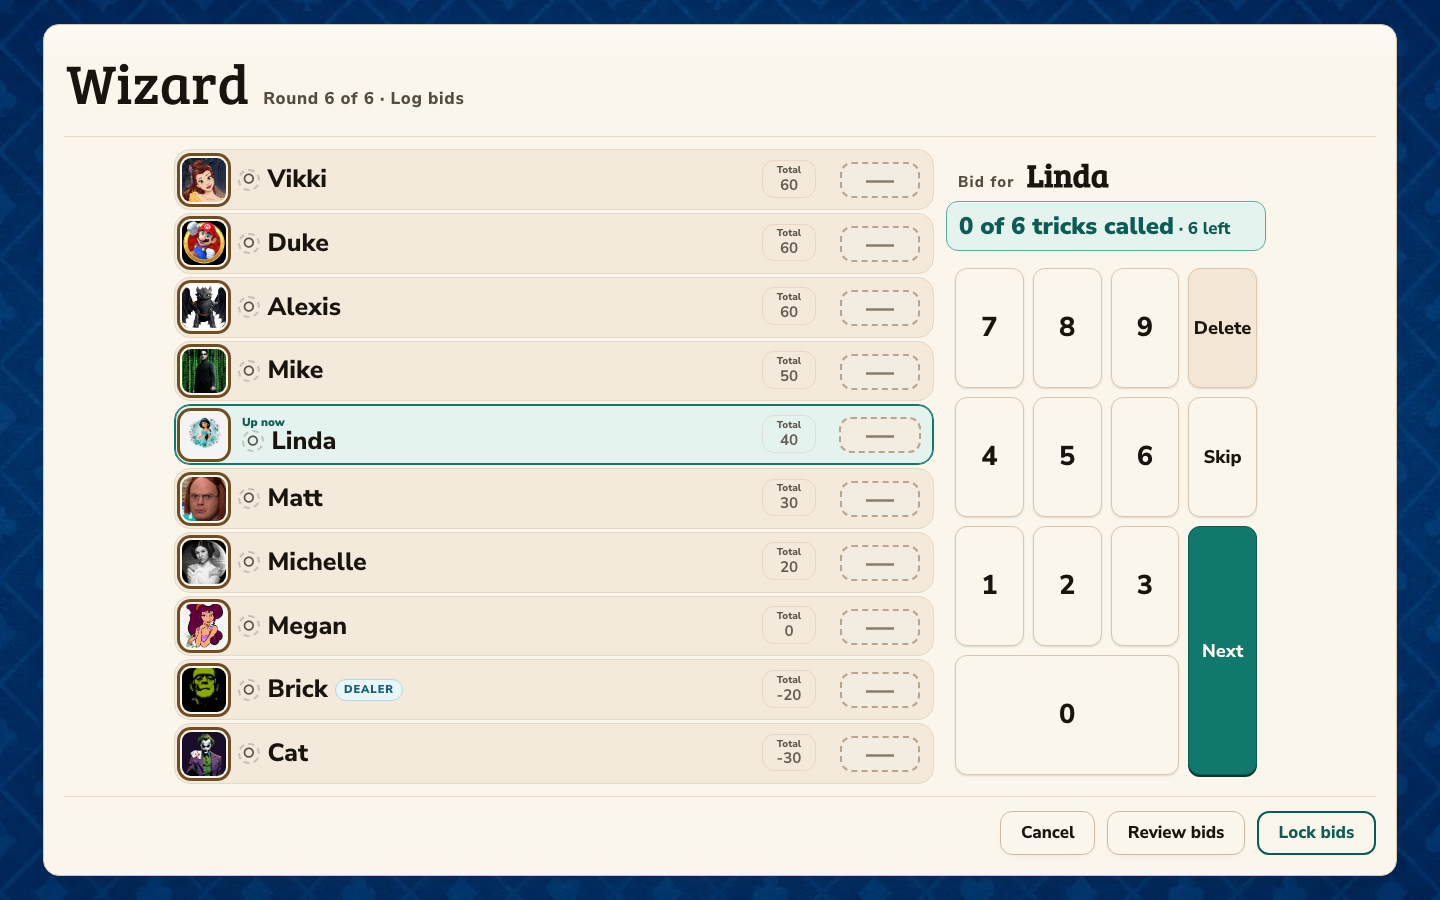 Wizard Round 6 of 6 · Log bids
Vikki Total 60 —
Duke Total 60 —
Alexis Total 60 —
Mike Total 50 —
Up now
Linda Total 40 —
Matt Total 30 —
Michelle Total 20 —
Megan Total 0 —
Brick DEALER Total -20 —
Cat Total -30 —
Bid for Linda
0 of 6 tricks called · 6 left
7 8 9 Delete
4 5 6 Skip
1 2 3 Next
0
Cancel Review bids Lock bids